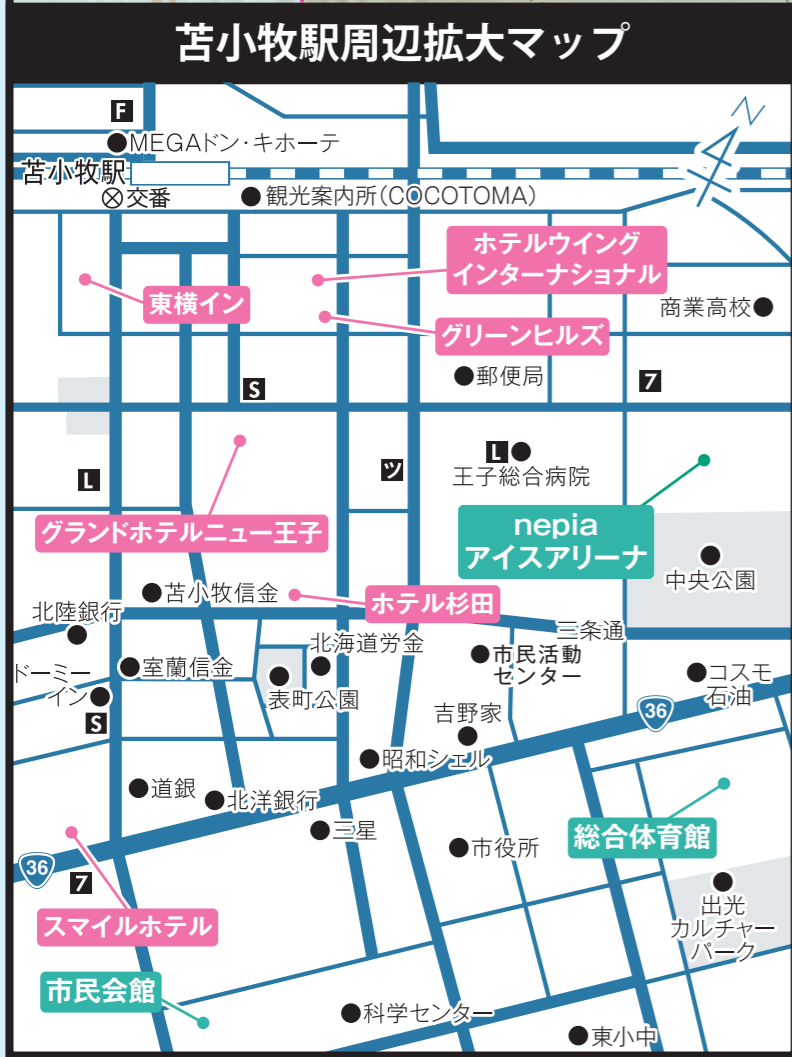 苫小牧駅周辺拡大マップ
F
MEGAドン・キホーテ
N
苫小牧駅
交番
観光案内所(COCOTOMA)
ホテルウイング
インターナショナル
東横イン
グリーンヒルズ
商業高校
郵便局
S
7
L
ツ
L
王子総合病院
グランドホテルニュー王子
nepia
アイスアリーナ
中央公園
苫小牧信金
ホテル杉田
北陸銀行
三条通
北海道労金
ドーミー
イン
室蘭信金
表町公園
市民活動
センター
コスモ
石油
S
吉野家
36
昭和シェル
道銀
北洋銀行
三星
市役所
総合体育館
36
7
スマイルホテル
出光
カルチャー
パーク
市民会館
科学センター
東小中